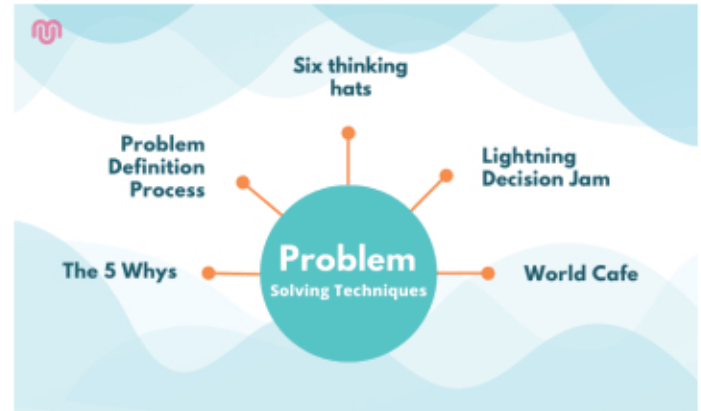 Six thinking
hats
Problem
Definition
Process
Lightning
Decision Jam
The 5 Whys
Problem
Solving Techniques
World Cafe